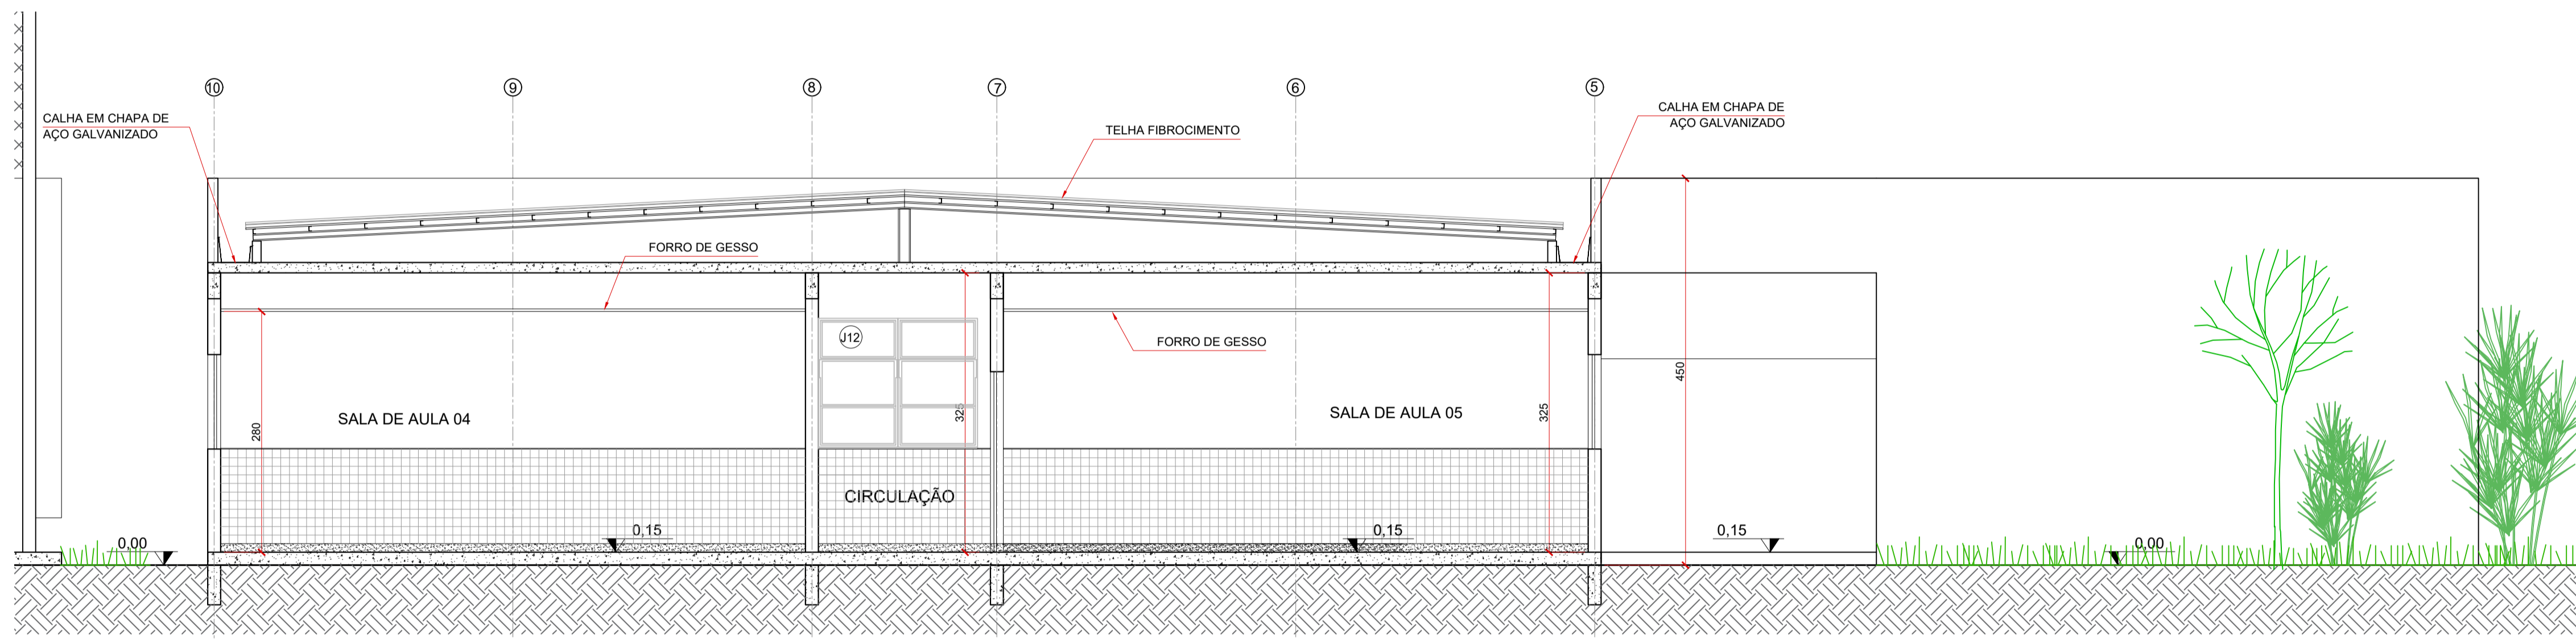 10
9
8
7
6
5
CALHA EM CHAPA DE
AÇO GALVANIZADO
TELHA FIBROCIMENTO
CALHA EM CHAPA DE
AÇO GALVANIZADO
FORRO DE GESSO
J12
FORRO DE GESSO
450
SALA DE AULA 04
280
325
SALA DE AULA 05
325
CIRCULAÇÃO
0,00
0,15
0,15
0,15
0,00